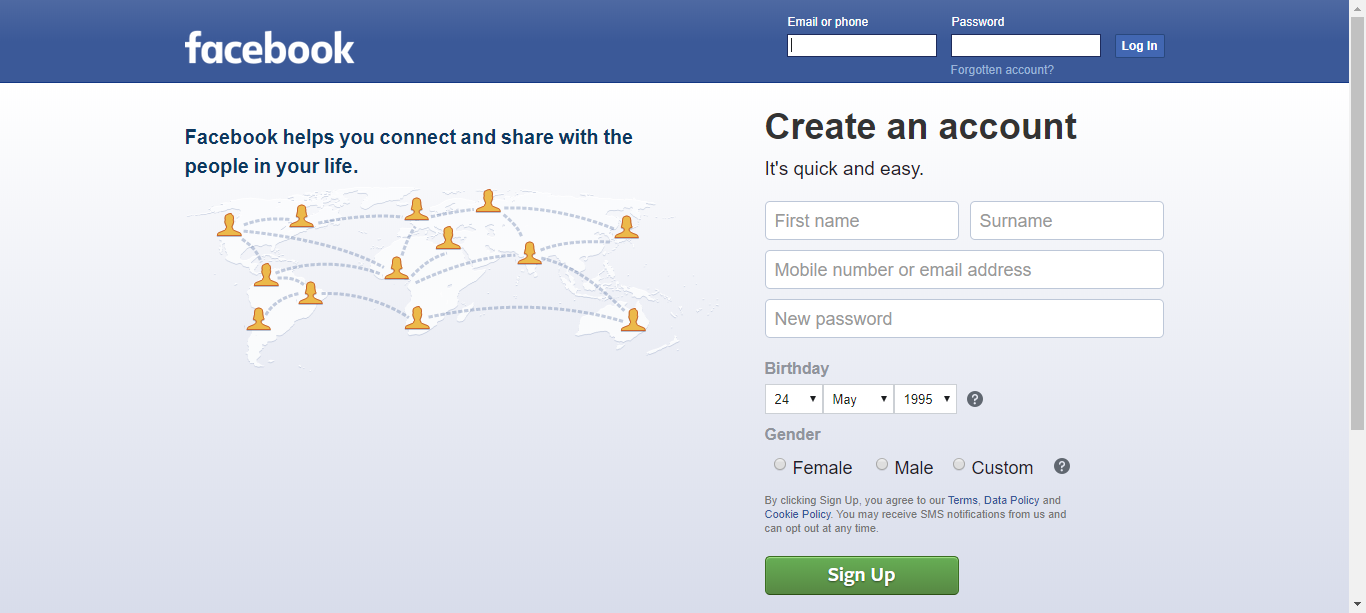 facebook
Email or phone
Password
Log In
Forgotten account?
Facebook helps you connect and share with the
people in your life.
Create an account
It's quick and easy.
First name
Surname
Mobile number or email address
New password
Birthday
24 May 1995
Gender
Female Male Custom
By clicking Sign Up, you agree to our Terms, Data Policy and
Cookie Policy. You may receive SMS notifications from us and
can opt out at any time.
Sign Up